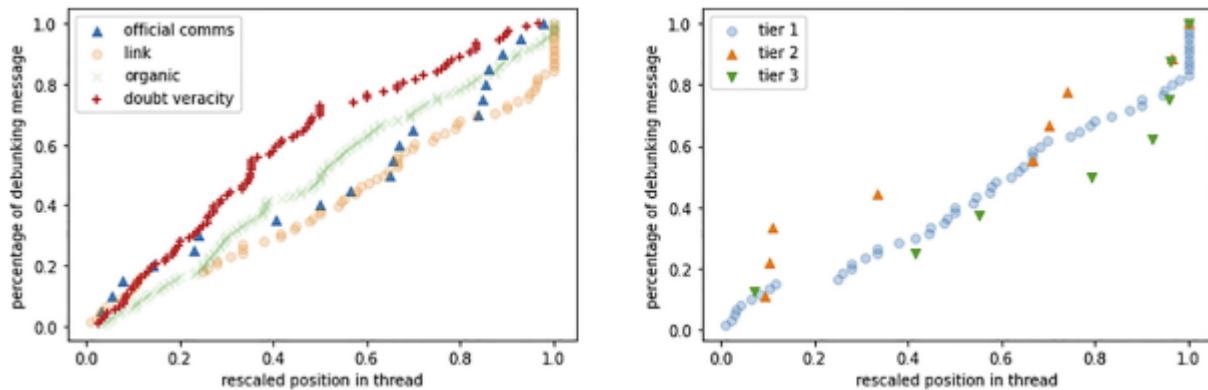 1.0
0.8
0.6
0.4
0.2
0.0
percentage of debunking message
official comms
link
organic
doubt veracity
0.0 0.2 0.4 0.6 0.8 1.0
rescaled position in thread
1.0
0.8
0.6
0.4
0.2
0.0
percentage of debunking message
tier 1
tier 2
tier 3
0.0 0.2 0.4 0.6 0.8 1.0
rescaled position in thread